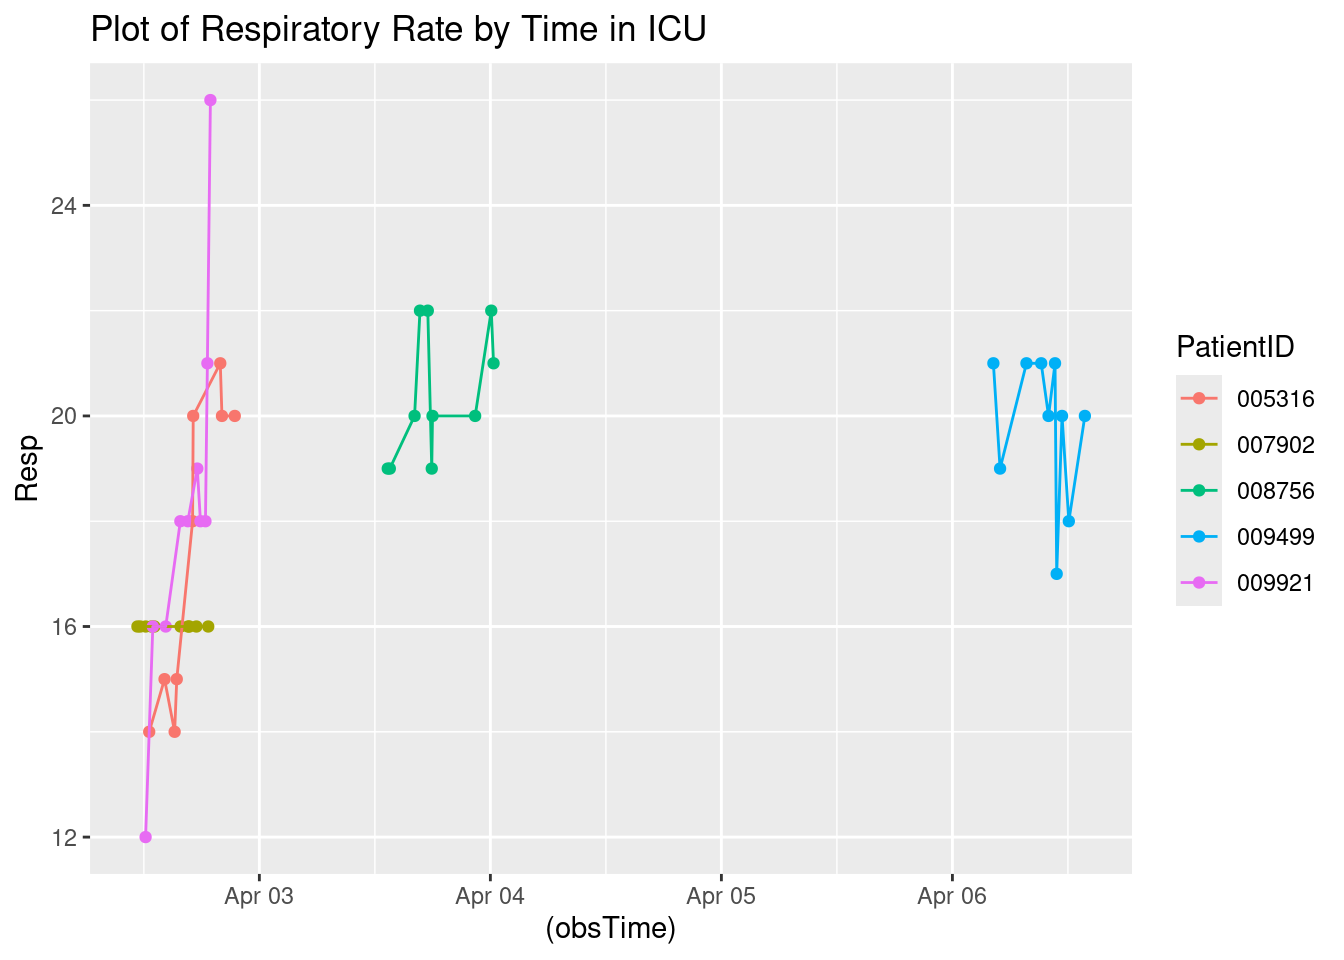 Plot of Respiratory Rate by Time in ICU
24
20
16
12
Resp
Apr 03
Apr 04
Apr 05
Apr 06
(obsTime)
PatientID
005316
007902
008756
009499
009921